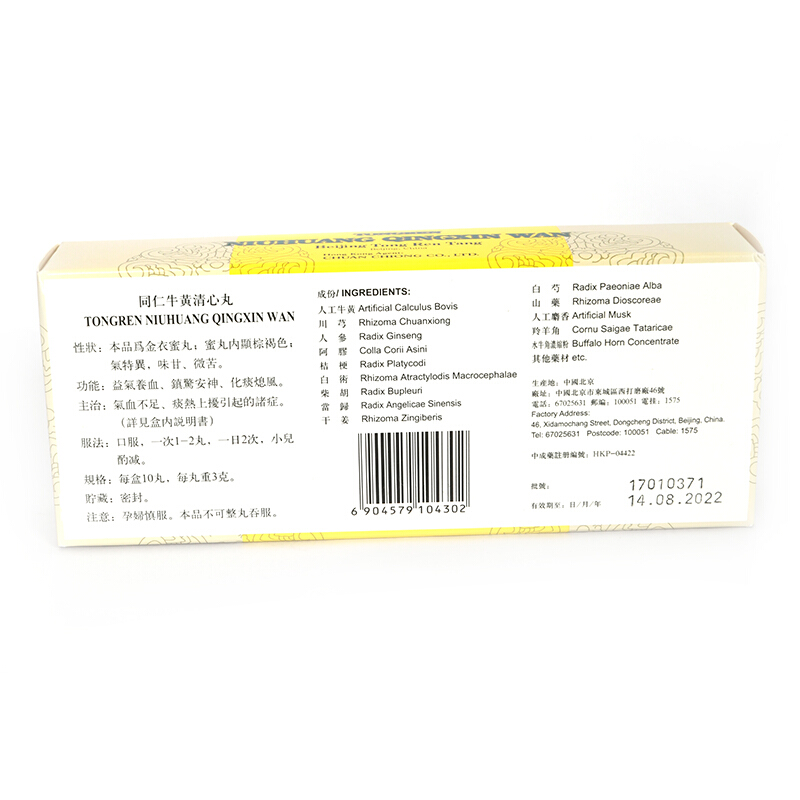 TONGREN
NIUHUANG QINGXIN WAN
Beijing Tong Ren Tang
CHUAN CHIONG CO., LTD.
同仁牛黃清心丸
TONGREN NIUHUANG QINGXIN WAN
性狀：本品爲金衣蜜丸；蜜丸内顯棕褐色；
氣特異，味甘、微苦。
功能：益氣養血、鎮驚安神、化痰熄風。
主治：氣血不足、痰熱上擾引起的諸症。
（詳見盒内説明書）
服法：口服，一次1-2丸，一日2次，小兒
酌減。
規格：每盒10丸，每丸重3克。
貯藏：密封。
注意：孕婦慎服。本品不可整丸吞服。
成份/ INGREDIENTS:
人工牛黃 Artificial Calculus Bovis
川 芎 Rhizoma Chuanxiong
人 參 Radix Ginseng
阿 膠 Colla Corii Asini
桔 梗 Radix Platycodi
白 術 Rhizoma Atractylodis Macrocephalae
柴 胡 Radix Bupleuri
當 歸 Radix Angelicae Sinensis
干 姜 Rhizoma Zingiberis
6 904579 104302
白 芍 Radix Paeoniae Alba
山 藥 Rhizoma Dioscoreae
人工麝香 Artificial Musk
羚羊角 Cornu Saigae Tataricae
水牛角濃縮粉 Buffalo Horn Concentrate
其他藥材 etc.
生産地：中國北京
廠址：中國北京市東城區西打磨廠46號
電話：67025631 郵編：100051 電挂：1575
Factory Address:
46, Xidamochang Street, Dongcheng District, Beijing, China.
Tel: 67025631 Postcode: 100051 Cable: 1575
中成藥註册編號：HKP-04422
批號： 17010371
有效期至：日/月/年 14.08.2022